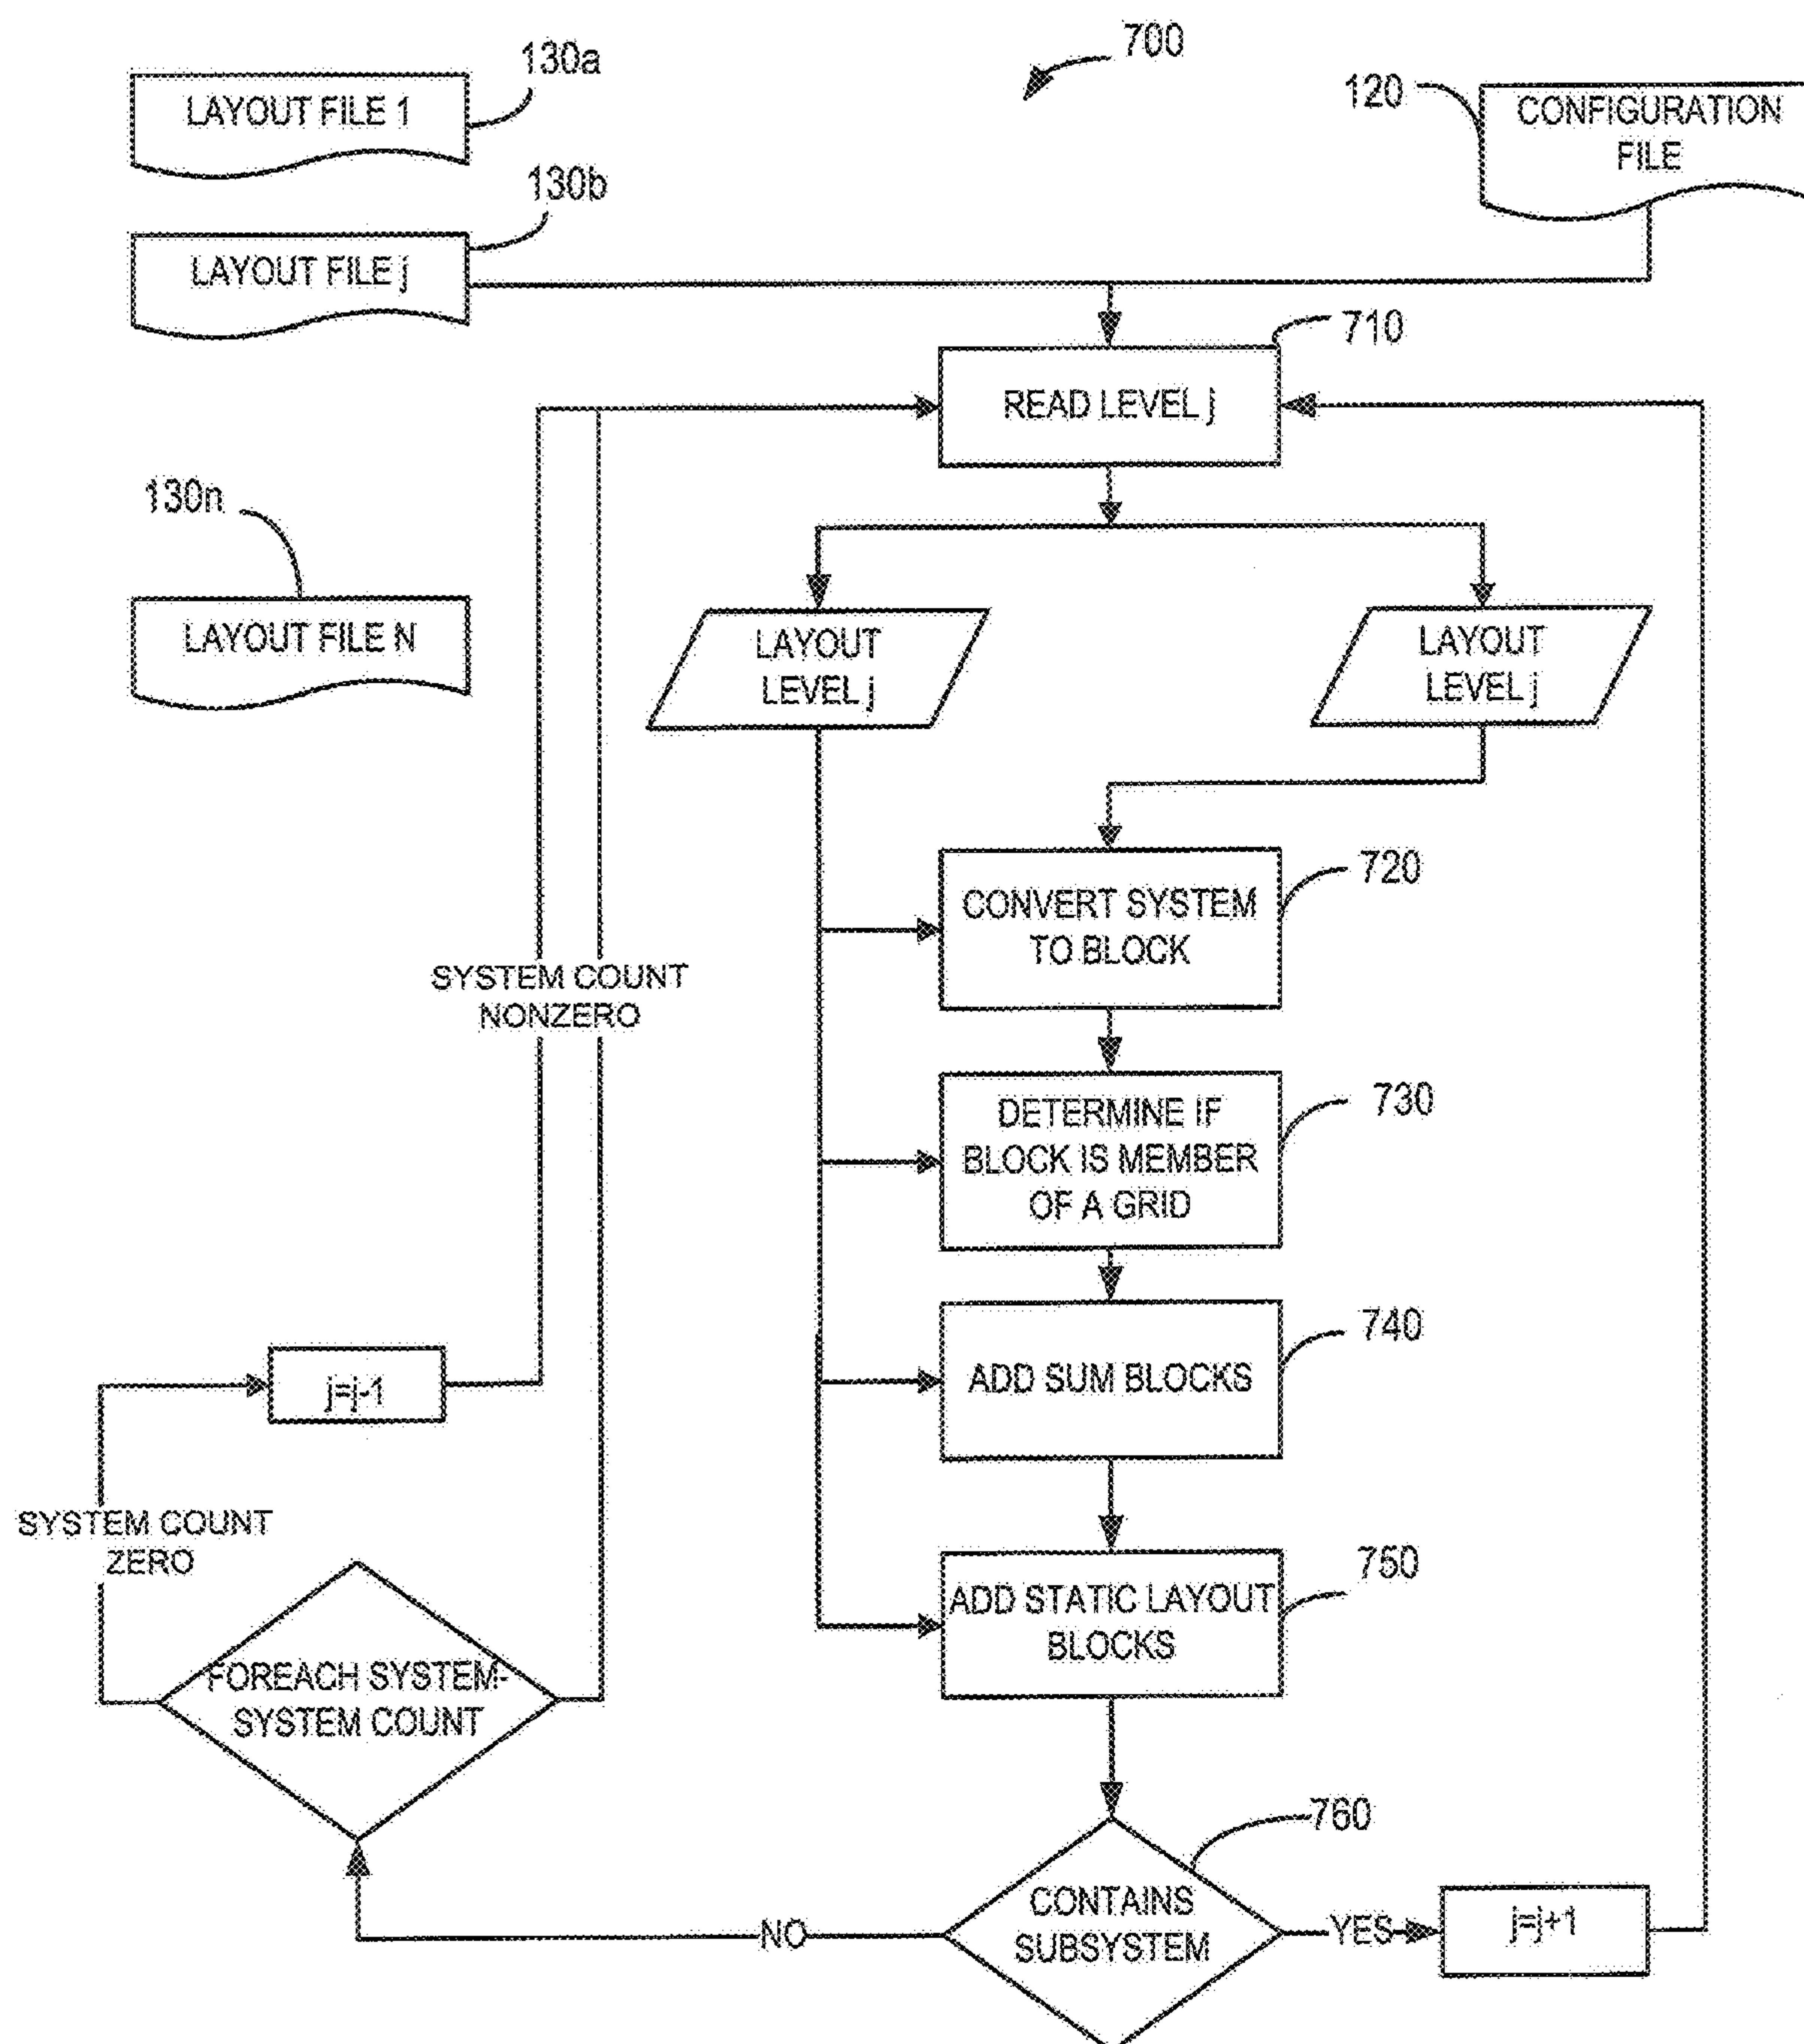 700
130a
LAYOUT FILE 1
120
CONFIGURATION
FILE
130b
LAYOUT FILE j
710
READ LEVEL j
130n
LAYOUT FILE N
LAYOUT
LEVEL j
LAYOUT
LEVEL j
720
CONVERT SYSTEM
TO BLOCK
SYSTEM COUNT
NONZERO
730
DETERMINE IF
BLOCK IS MEMBER
OF A GRID
740
ADD SUM BLOCKS
j=j-1
SYSTEM COUNT
ZERO
750
ADD STATIC LAYOUT
BLOCKS
FOREACH SYSTEM-
SYSTEM COUNT
760
CONTAINS
SUBSYSTEM
NO
YES
j=j+1